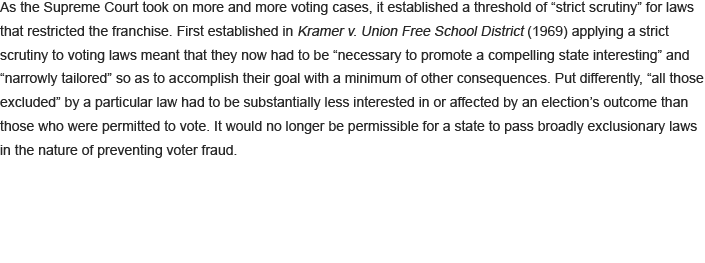 As the Supreme Court took on more and more voting cases, it established a threshold of “strict scrutiny” for laws
that restricted the franchise. First established in Kramer v. Union Free School District (1969) applying a strict
scrutiny to voting laws meant that they now had to be “necessary to promote a compelling state interesting” and
“narrowly tailored” so as to accomplish their goal with a minimum of other consequences. Put differently, “all those
excluded” by a particular law had to be substantially less interested in or affected by an election’s outcome than
those who were permitted to vote. It would no longer be permissible for a state to pass broadly exclusionary laws
in the nature of preventing voter fraud.